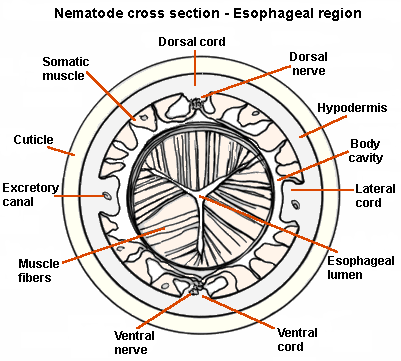 Nematode cross section - Esophageal region
Dorsal cord
Somatic
muscle
Dorsal
nerve
Hypodermis
Cuticle
Body
cavity
Excretory
canal
Lateral
cord
Muscle
fibers
Esophageal
lumen
Ventral
nerve
Ventral
cord